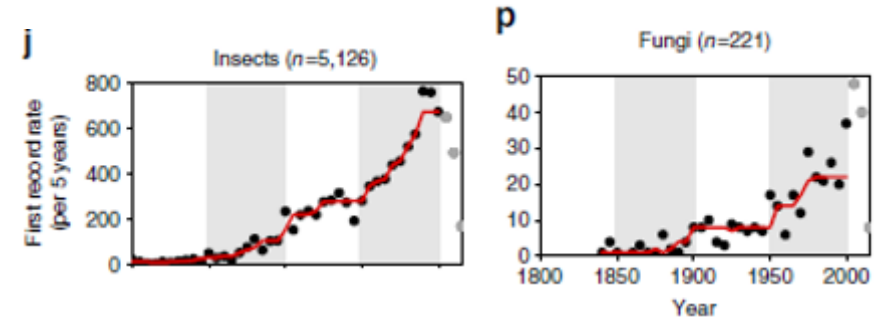 j
Insects (n=5,126)
First record rate
(per 5 years)
800
600
400
200
0
p
Fungi (n=221)
50
40
30
20
10
0
1800 1850 1900 1950 2000
Year